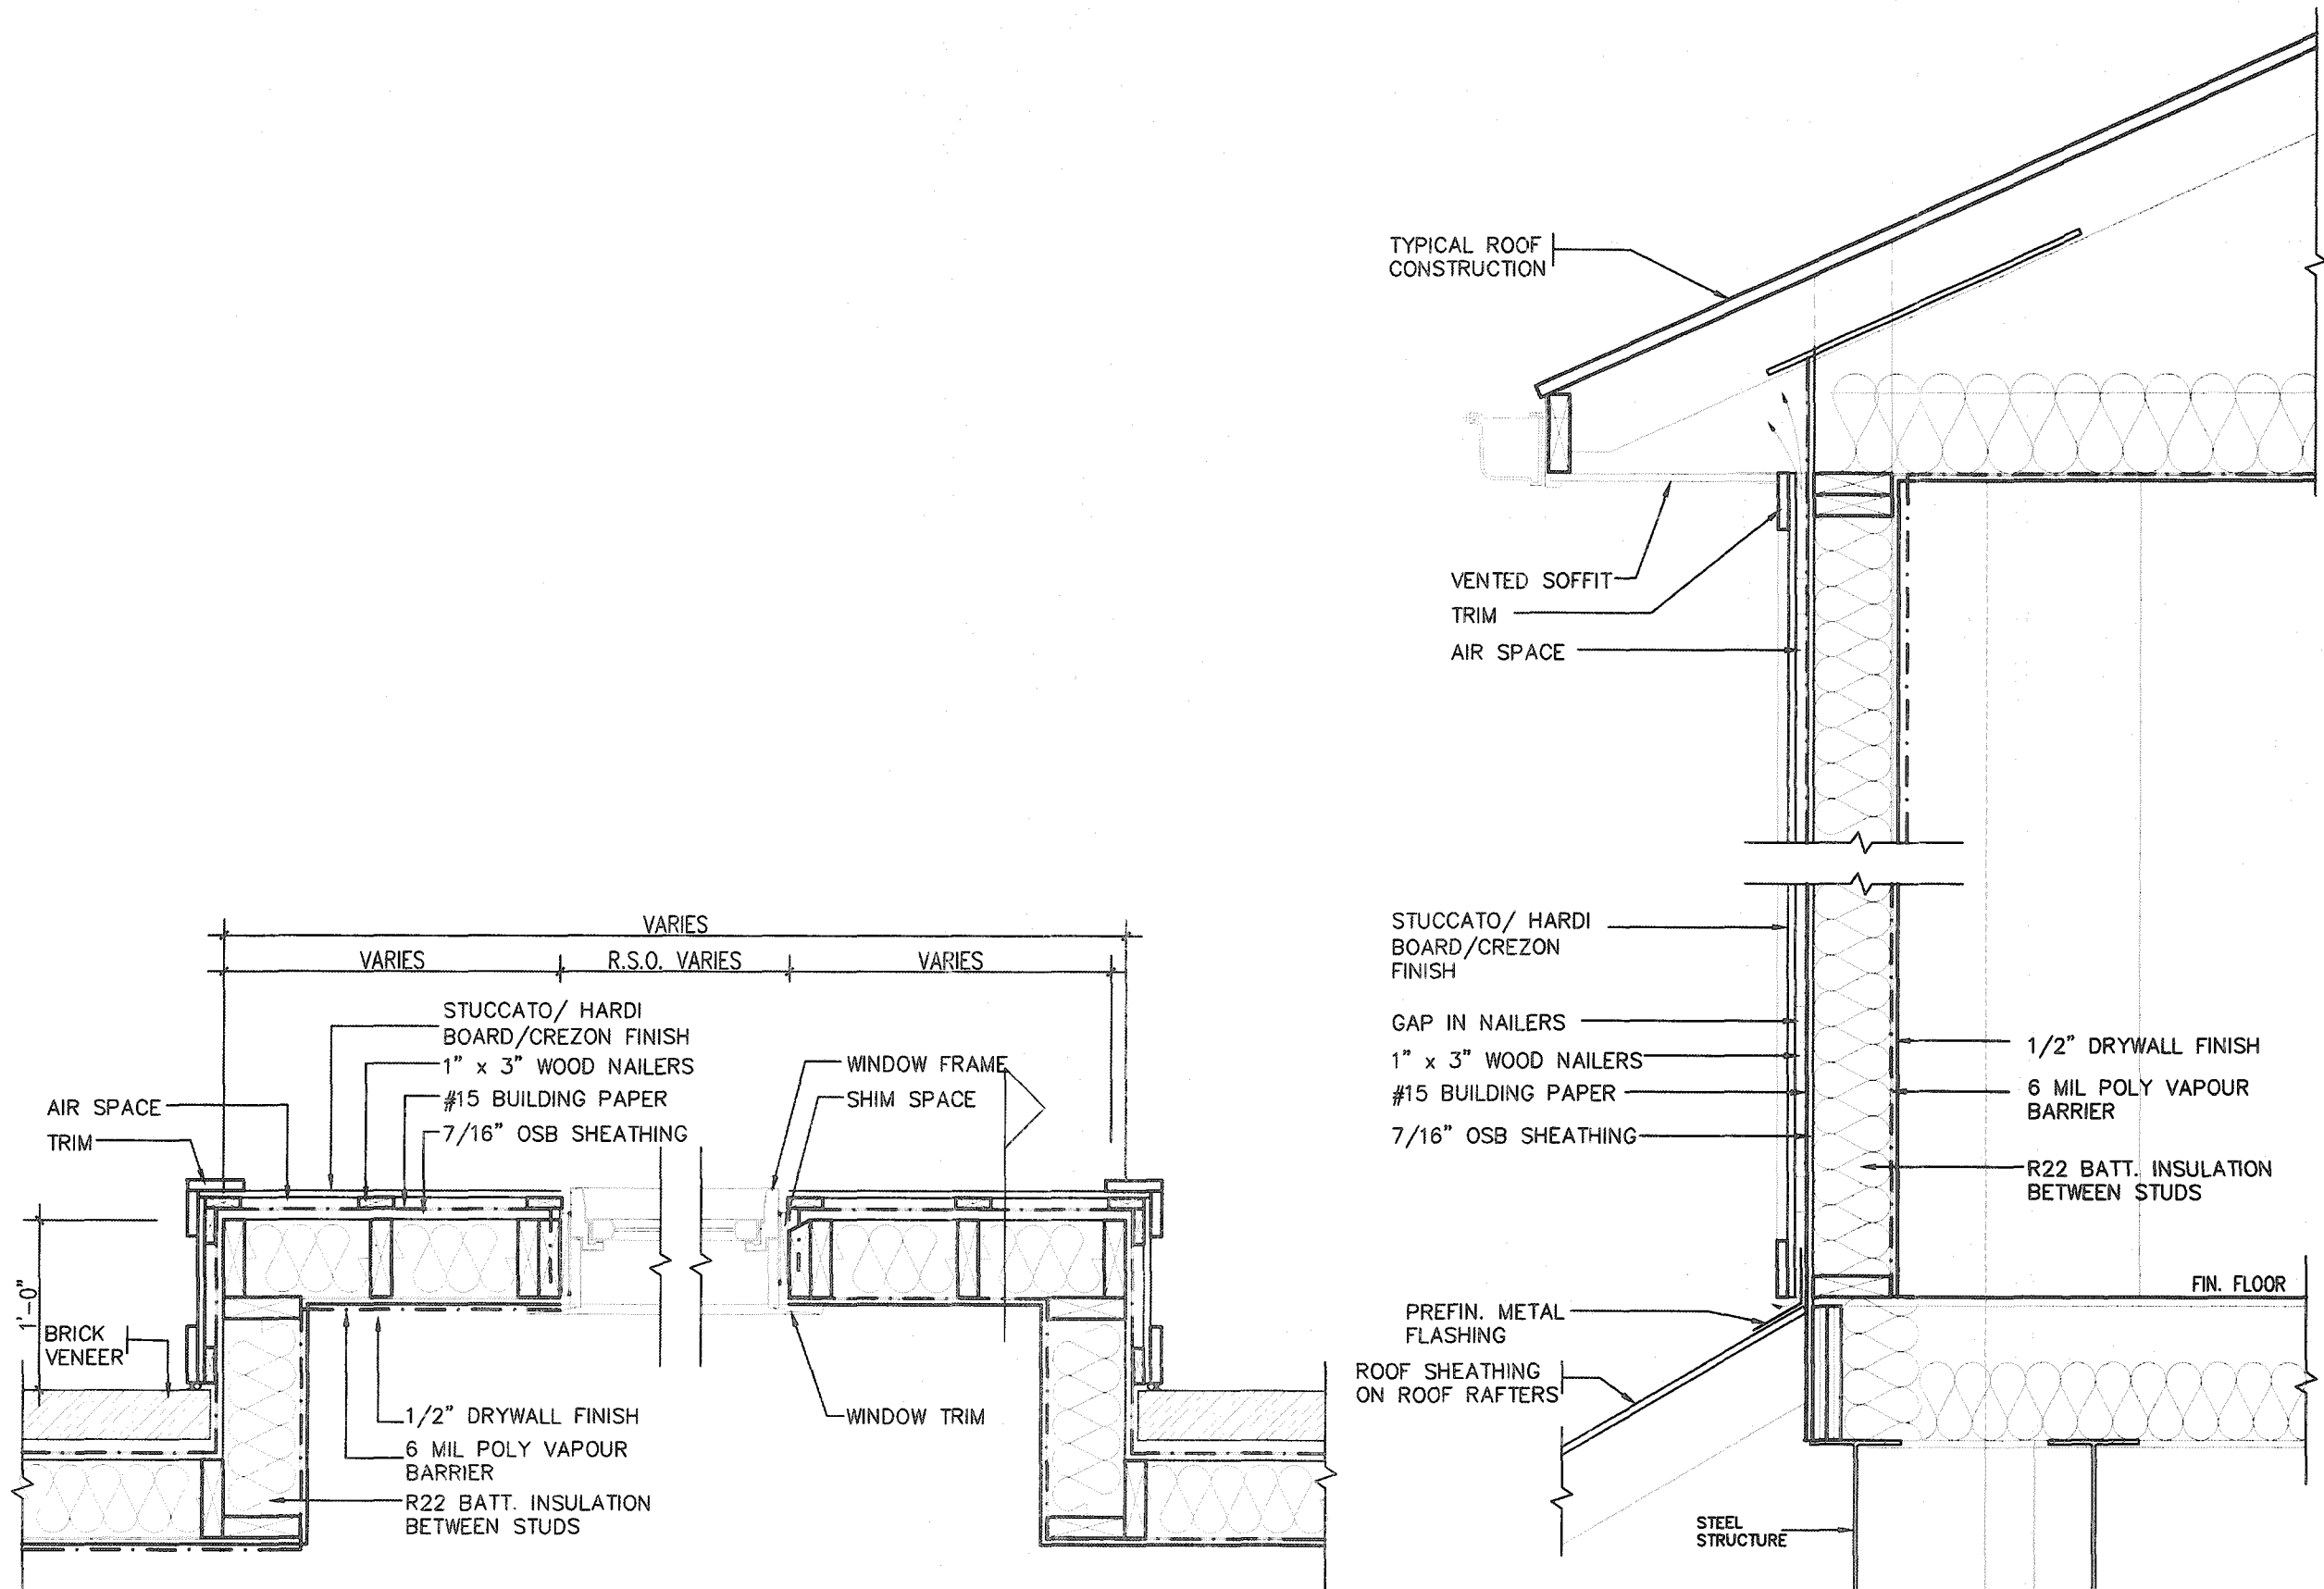 VARIES
VARIES
R.S.O. VARIES
VARIES
STUCCATO/ HARDI
BOARD/CREZON FINISH
1" x 3" WOOD NAILERS
#15 BUILDING PAPER
7/16" OSB SHEATHING
AIR SPACE
TRIM
WINDOW FRAME
SHIM SPACE
1'-0"
BRICK
VENEER
1/2" DRYWALL FINISH
6 MIL POLY VAPOUR
BARRIER
R22 BATT. INSULATION
BETWEEN STUDS
WINDOW TRIM
TYPICAL ROOF
CONSTRUCTION
VENTED SOFFIT
TRIM
AIR SPACE
STUCCATO/ HARDI
BOARD/CREZON
FINISH
GAP IN NAILERS
1" x 3" WOOD NAILERS
#15 BUILDING PAPER
7/16" OSB SHEATHING
1/2" DRYWALL FINISH
6 MIL POLY VAPOUR
BARRIER
R22 BATT. INSULATION
BETWEEN STUDS
FIN. FLOOR
PREFIN. METAL
FLASHING
ROOF SHEATHING
ON ROOF RAFTERS
STEEL
STRUCTURE